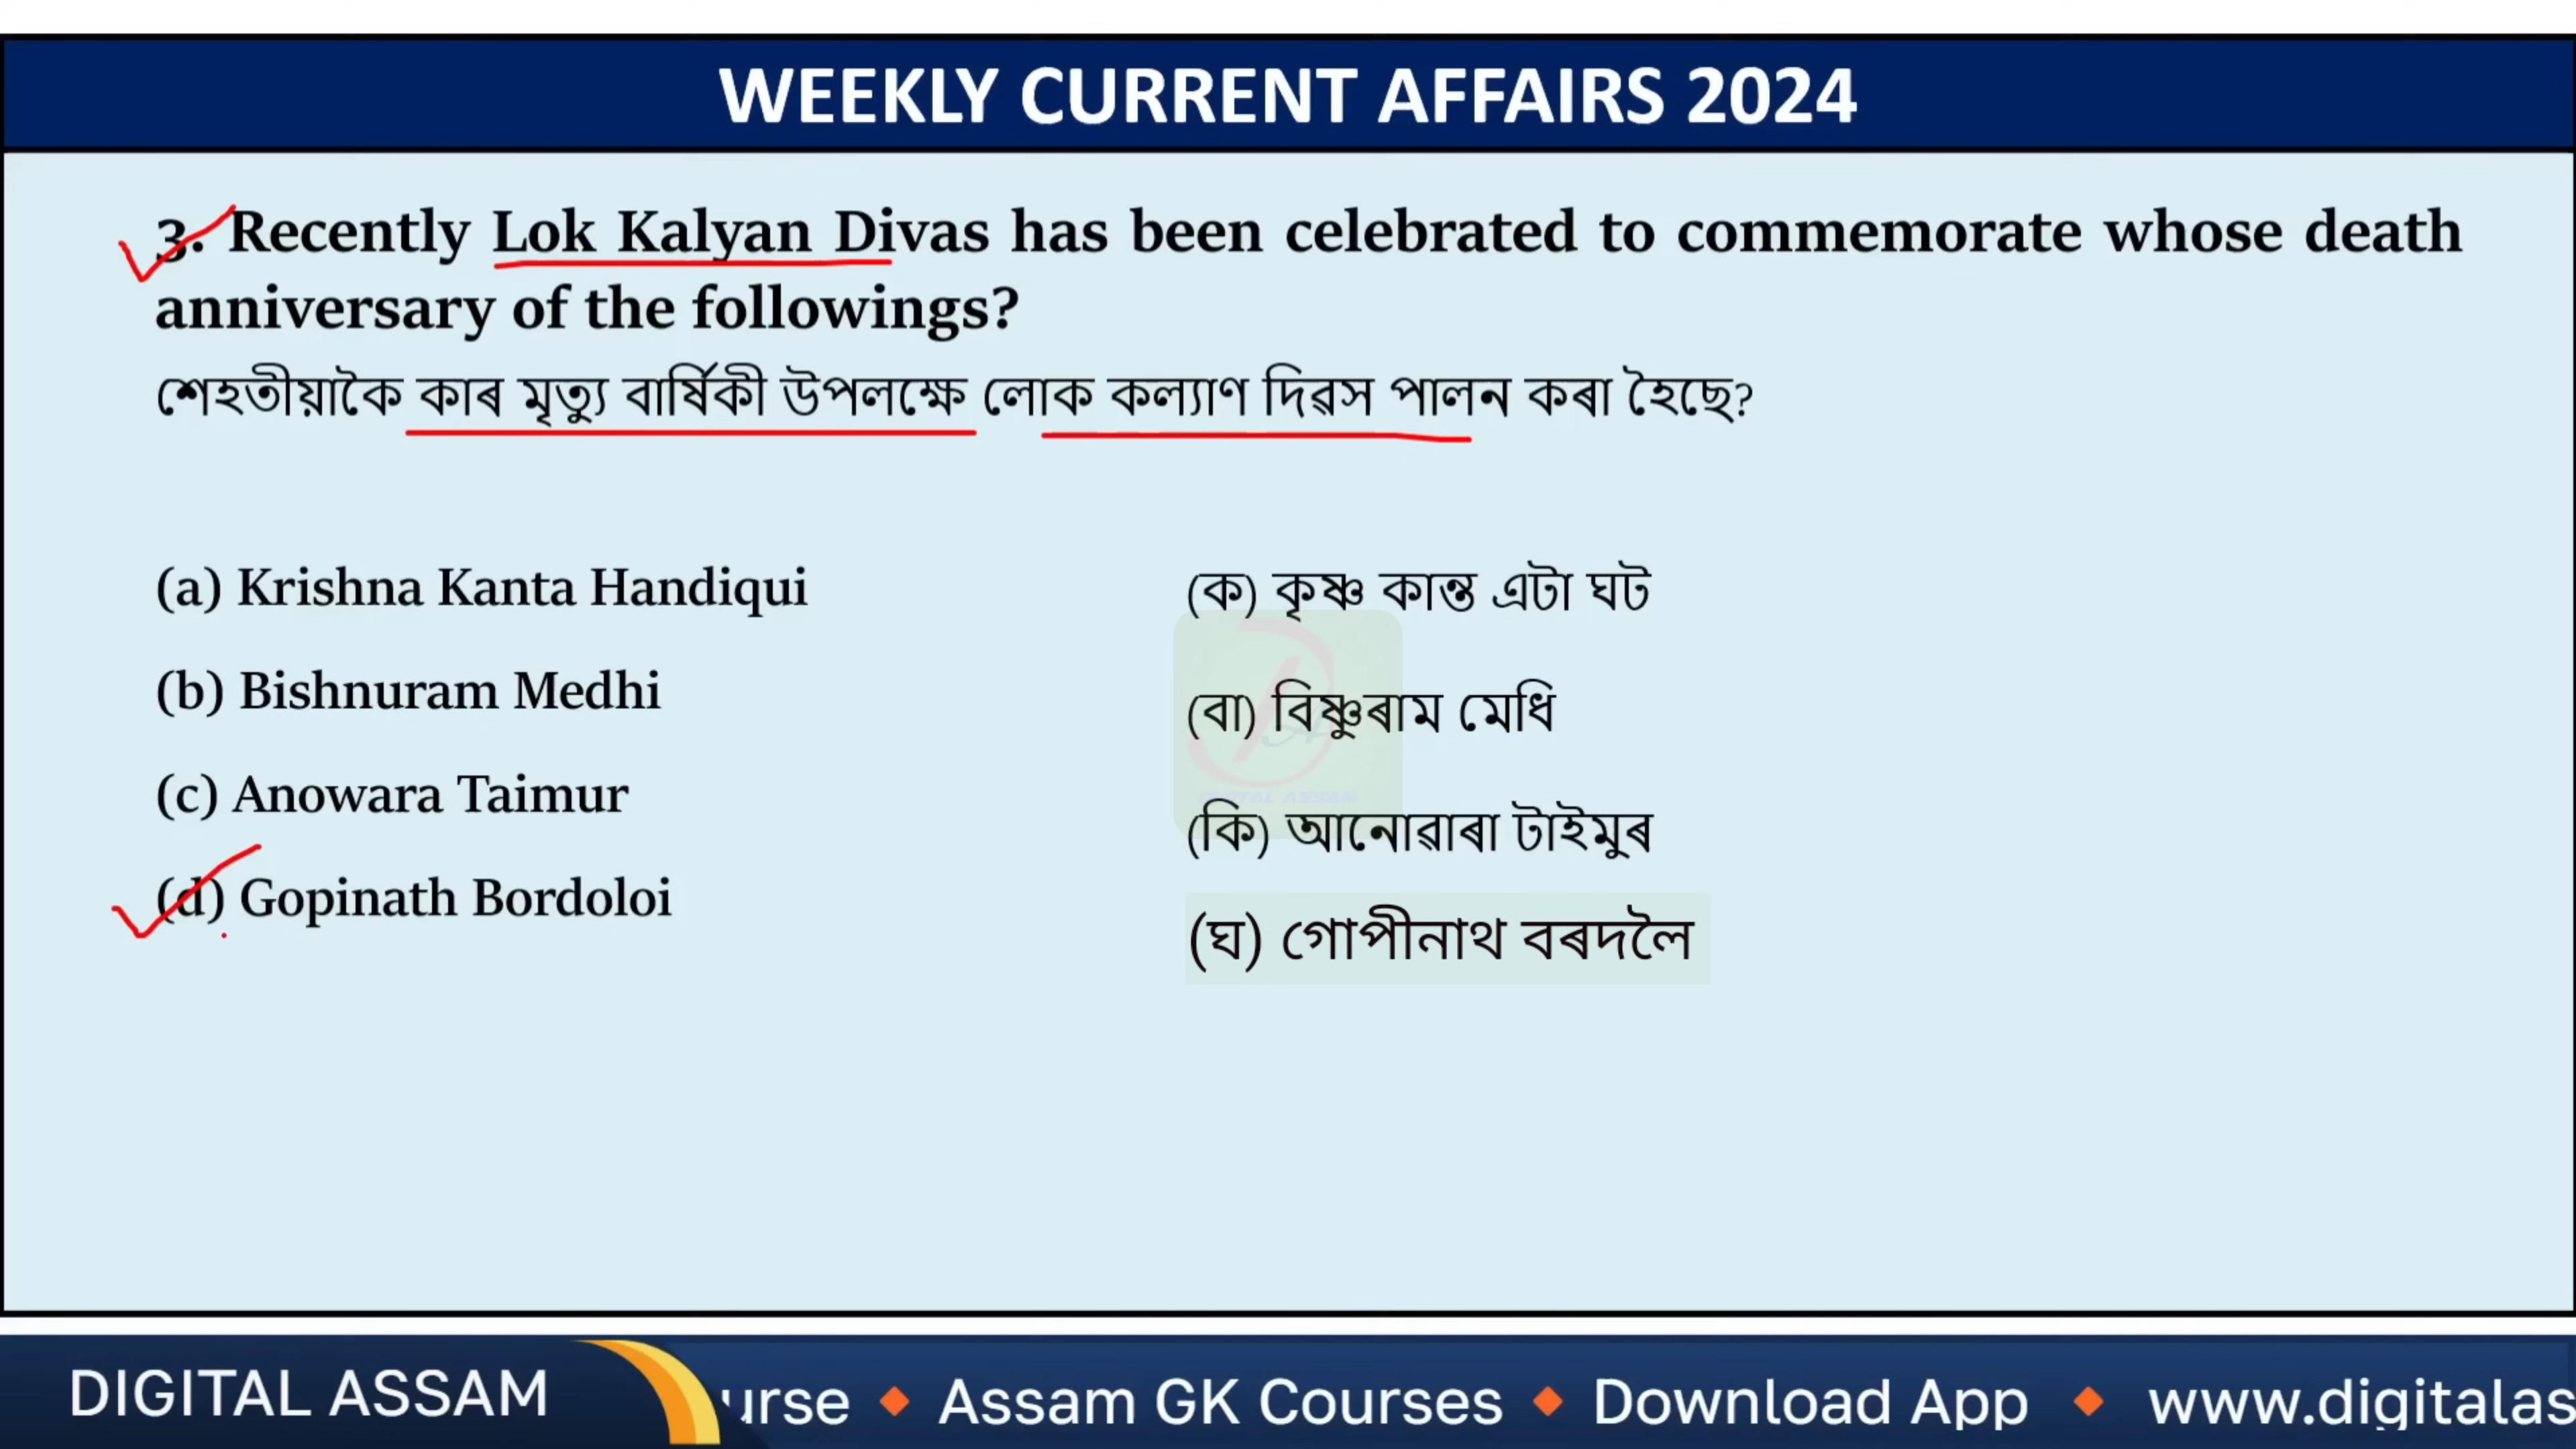 WEEKLY CURRENT AFFAIRS 2024
3. Recently Lok Kalyan Divas has been celebrated to commemorate whose death
anniversary of the followings?
শেহতীয়াকৈ কাৰ মৃত্যু বাৰ্ষিকী উপলক্ষে লোক কল্যাণ দিৱস পালন কৰা হৈছে?
(a) Krishna Kanta Handiqui
(b) Bishnuram Medhi
(c) Anowara Taimur
(d) Gopinath Bordoloi
(ক) কৃষ্ণ কান্ত এটা ঘট
(বা) বিষ্ণুৰাম মেধি
(কি) আনোৱাৰা টাইমুৰ
(ঘ) গোপীনাথ বৰদলৈ
DIGITAL ASSAM
DIGITAL ASSAM
urse ◆ Assam GK Courses ◆ Download App ◆ www.digitalas